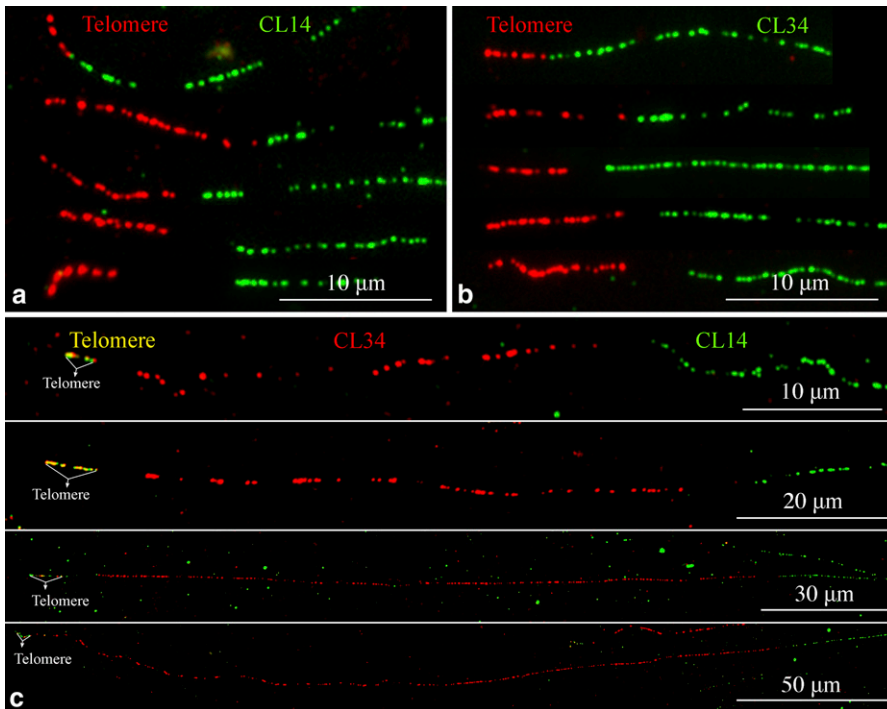 Telomere CL14
10 μm
a
Telomere CL34
10 μm
b
Telomere CL34 CL14
Telomere
10 μm
Telomere
20 μm
Telomere
30 μm
Telomere
50 μm
c